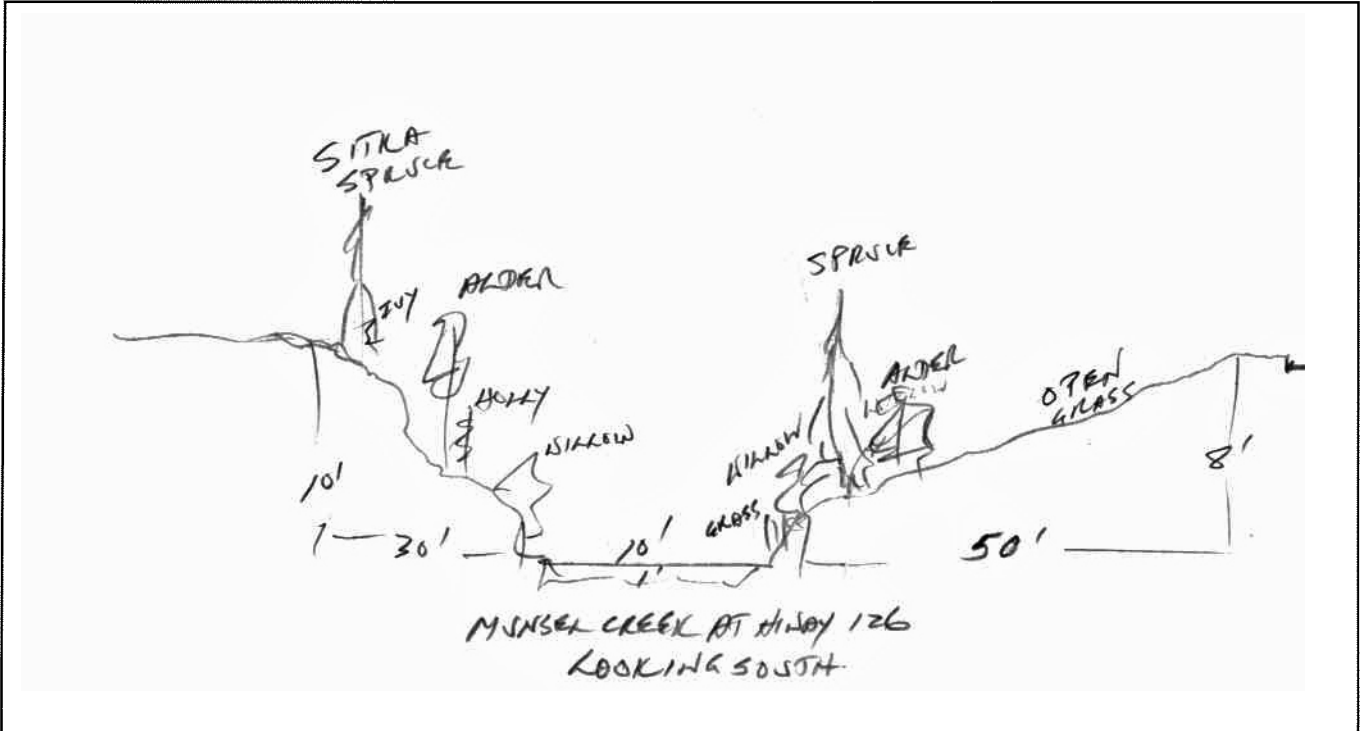 SITKA
SPRUCE
IVY
ALDER
HOLLY
WILLOW
10'
30'
10'
1'
SPRUCE
ALDER
WILLOW
GRASS
OPEN
GRASS
8'
50'
MUNSEL CREEK AT HIWAY 126
LOOKING SOUTH